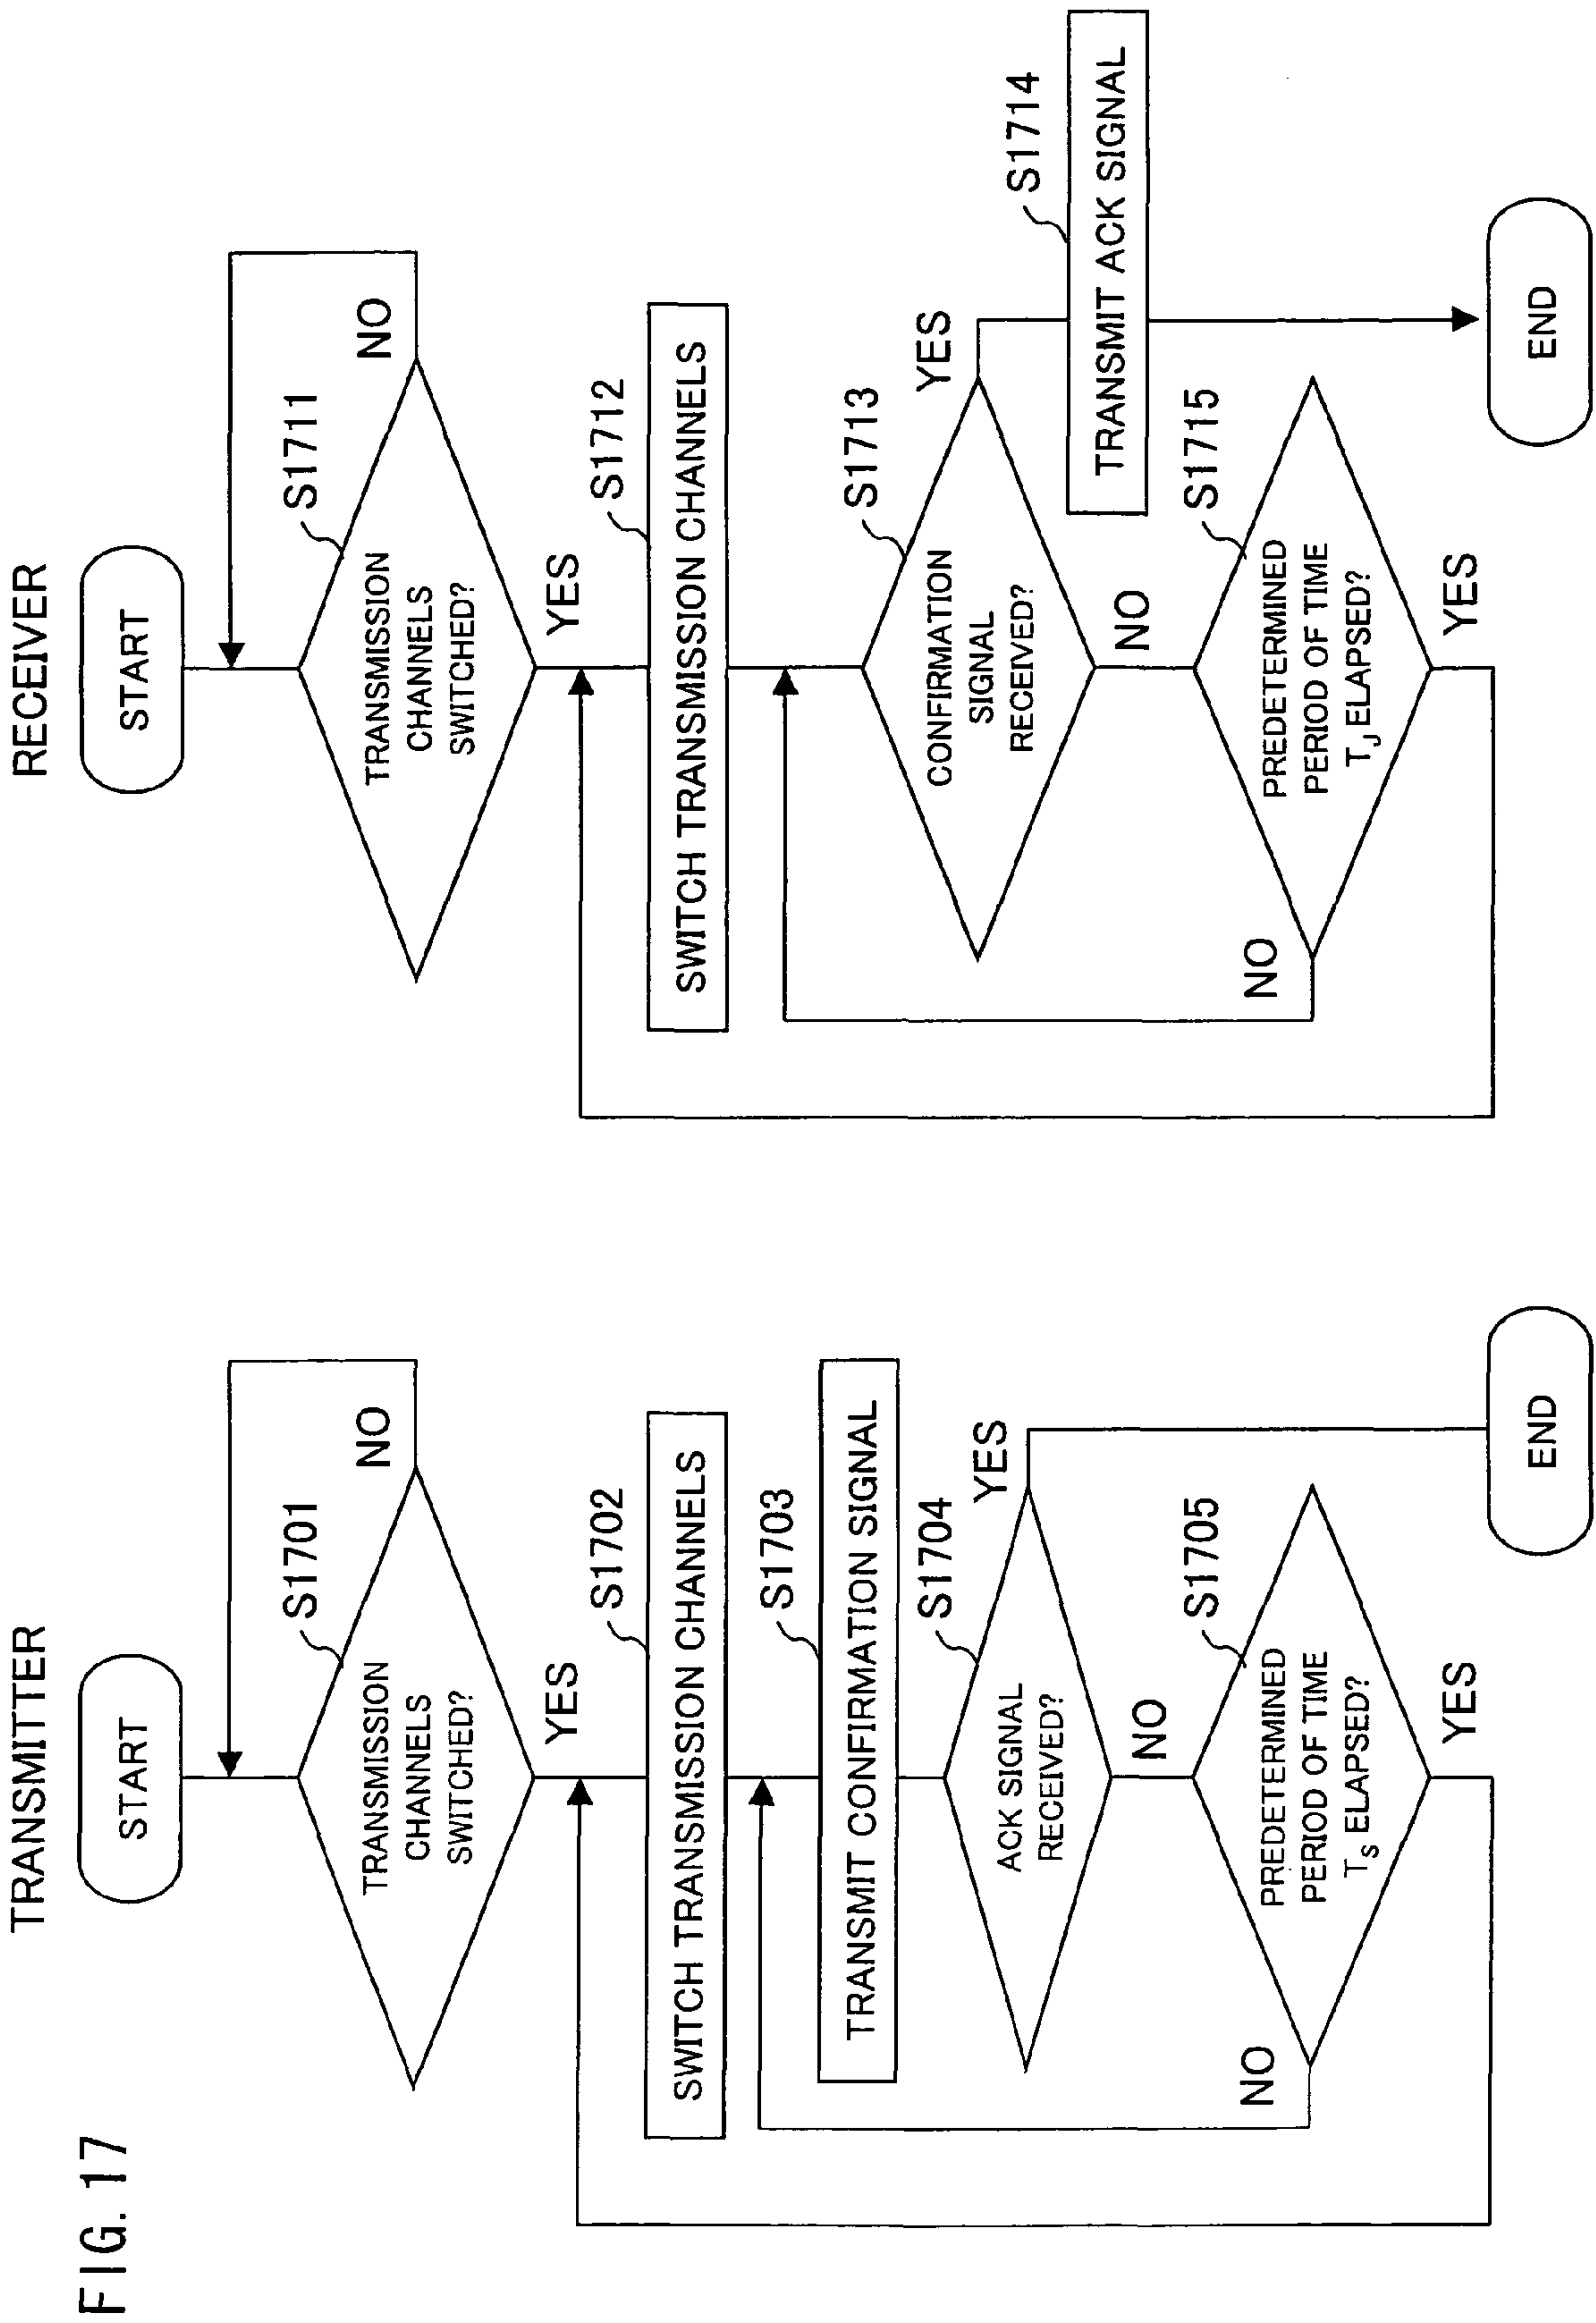 FIG. 17
TRANSMITTER
START
TRANSMISSION
CHANNELS
SWITCHED?
S1701
NO
YES
SWITCH TRANSMISSION CHANNELS
S1702
TRANSMIT CONFIRMATION SIGNAL
S1703
ACK SIGNAL
RECEIVED?
S1704
YES
NO
PREDETERMINED
PERIOD OF TIME
TS ELAPSED?
S1705
NO
YES
END
RECEIVER
START
TRANSMISSION
CHANNELS
SWITCHED?
S1711
NO
YES
SWITCH TRANSMISSION CHANNELS
S1712
CONFIRMATION
SIGNAL
RECEIVED?
S1713
YES
NO
TRANSMIT ACK SIGNAL
S1714
PREDETERMINED
PERIOD OF TIME
TJ ELAPSED?
S1715
NO
YES
END